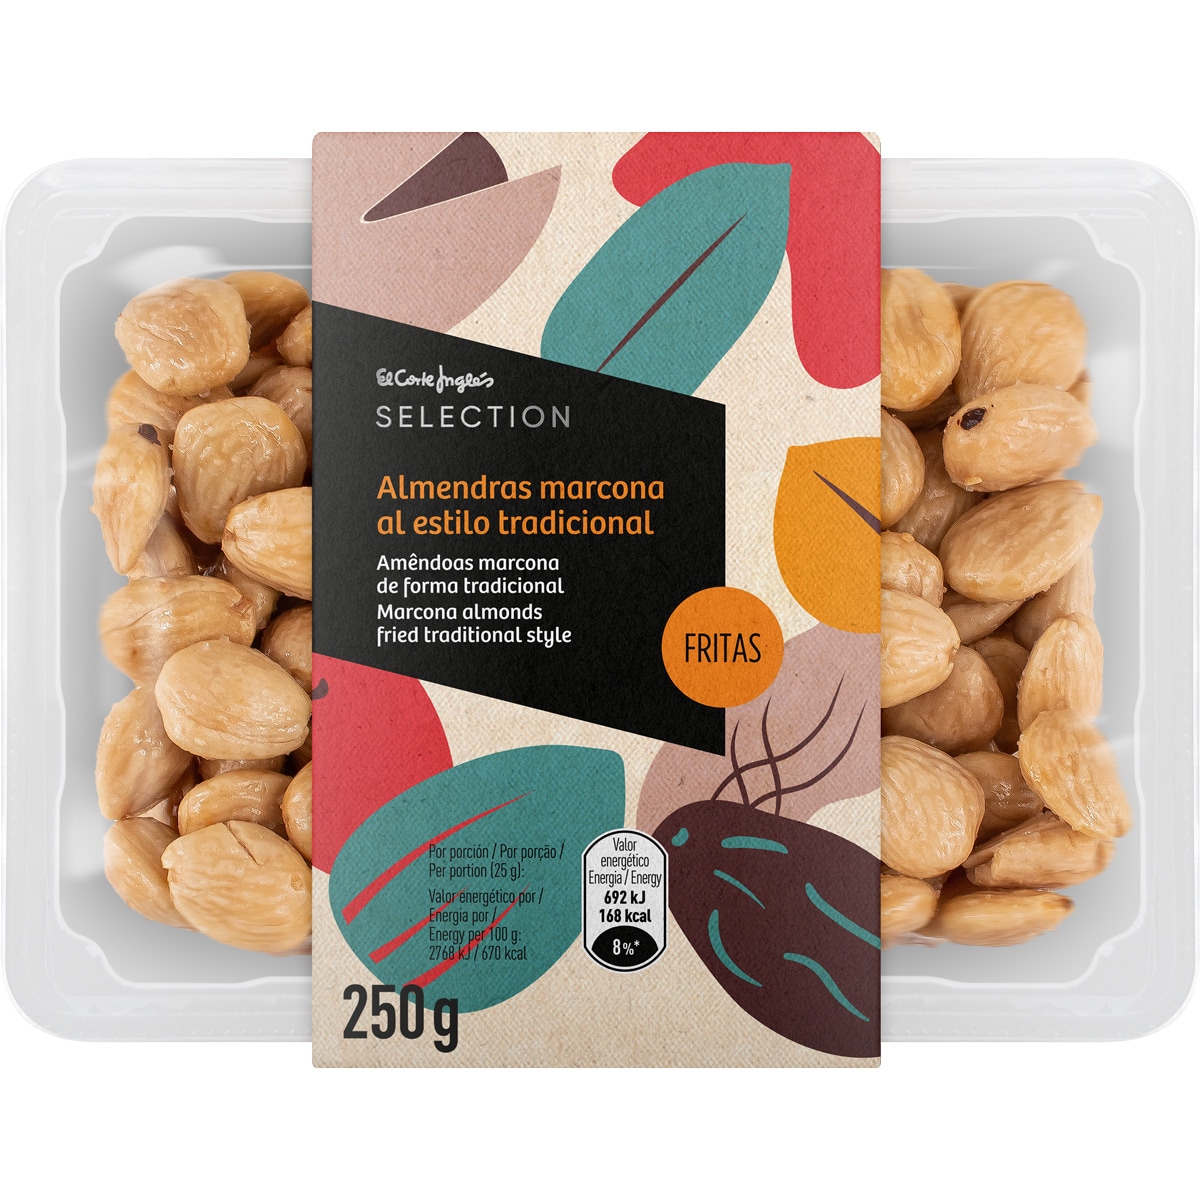 El Corte Inglés
SELECTION
Almendras marcona
al estilo tradicional
Amêndoas marcona
de forma tradicional
Marcona almonds
fried traditional style
FRITAS
Por porción / Por porção /
Per portion (25 g):
Valor energético por /
Energia por /
Energy per 100 g:
2768 kJ / 670 kcal
Valor
energético
Energia / Energy
692 kJ
168 kcal
8%*
250 g